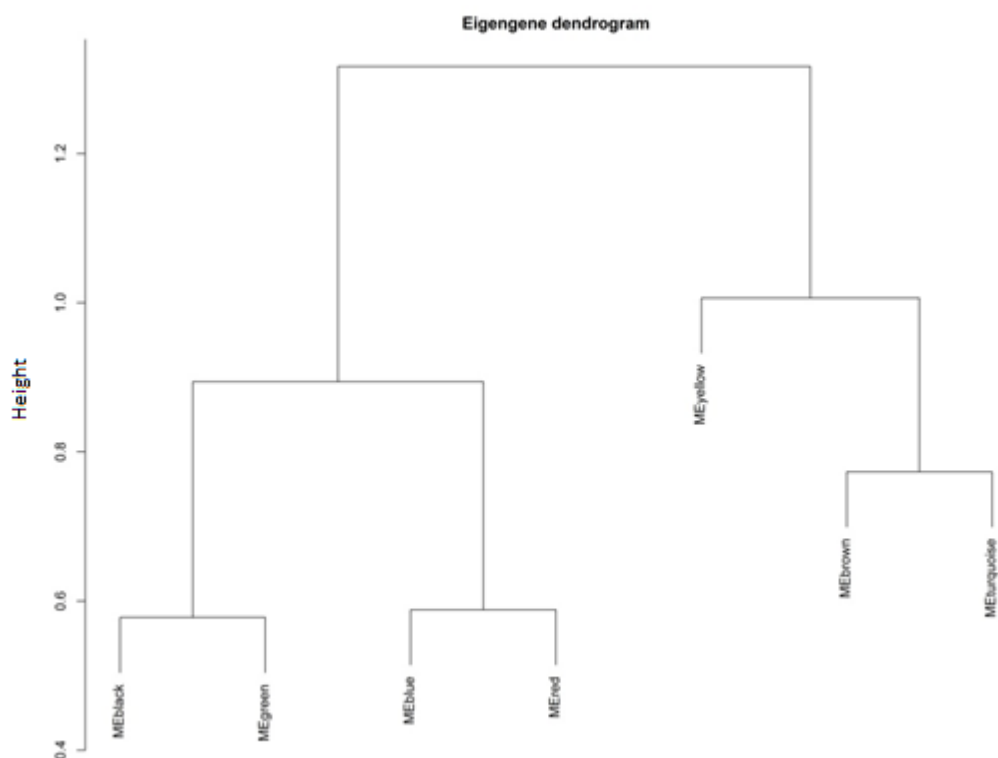 Eigengene dendrogram
Height
1.2
1.0
0.8
0.6
0.4
MEyellow
MEbrown
MEturquoise
MEblack
MEgreen
MEblue
MEred